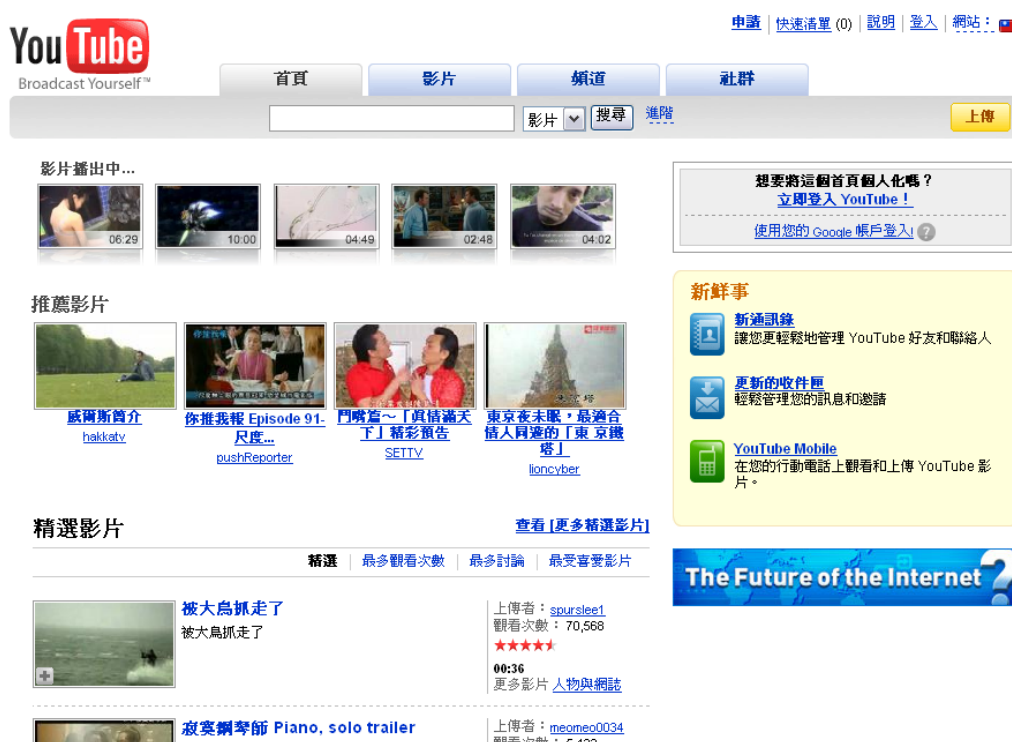 申請 快速清單 (0) 說明 登入 網站：
YouTube
Broadcast Yourself™
首頁 影片 頻道 社群
影片 搜尋 進階 上傳
影片播出中...
06:29 10:00 04:49 02:48 04:02
想要將這個首頁個人化嗎？
立即登入 YouTube！
使用您的 Google 帳戶登入!
推薦影片
威爾斯簡介
hakkatv
你推我報 Episode 91-
尺度...
pushReporter
鬥嘴篇～「真情滿天
下」精彩預告
SETTV
東京夜未眠，最適合
情人同遊的「東 京鐵
塔」
lioncyber
新鮮事
新通訊錄
讓您更輕鬆地管理 YouTube 好友和聯絡人
更新的收件匣
輕鬆管理您的訊息和邀請
YouTube Mobile
在您的行動電話上觀看和上傳 YouTube 影
片。
The Future of the Internet ?
精選影片
查看 [更多精選影片]
精選 最多觀看次數 最多討論 最受喜愛影片
被大鳥抓走了
被大鳥抓走了
上傳者：spurslee1
觀看次數：70,568
00:36
更多影片 人物與網誌
寂寞鋼琴師 Piano, solo trailer
上傳者：meomeo0034